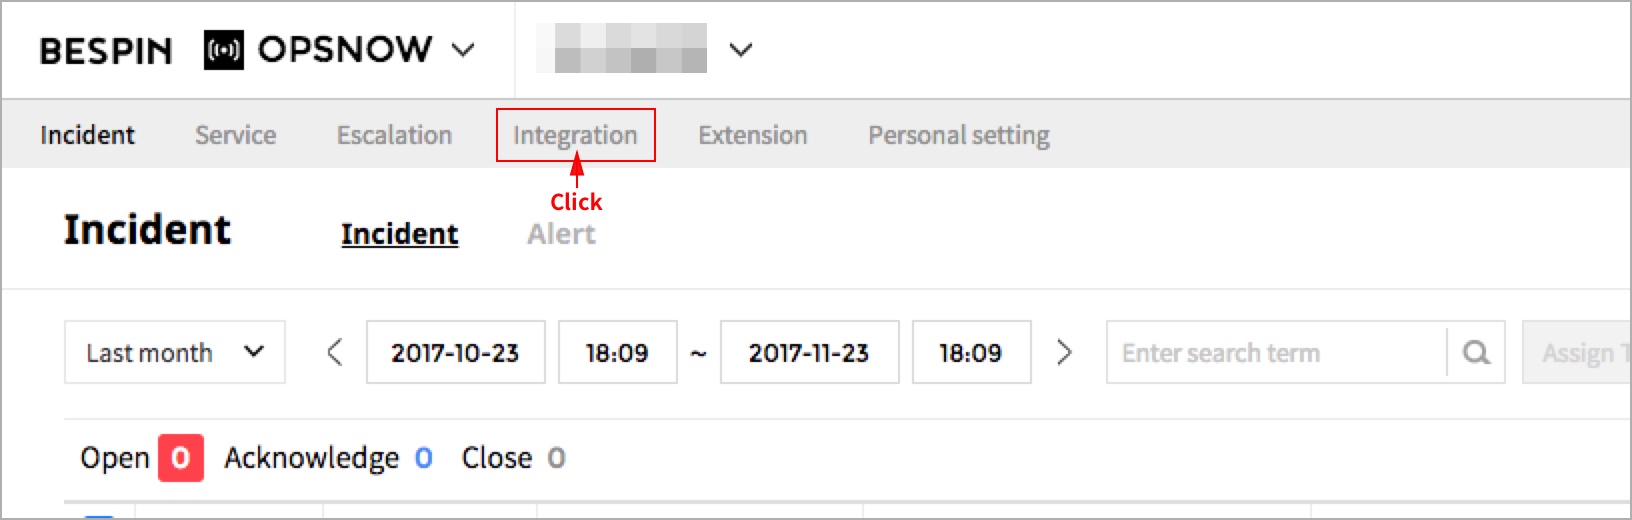 BESPIN OPSNOW
Incident Service Escalation Integration Extension Personal setting
Click
Incident Incident Alert
Last month 2017-10-23 18:09 ~ 2017-11-23 18:09 Enter search term Assign
Open 0 Acknowledge 0 Close 0